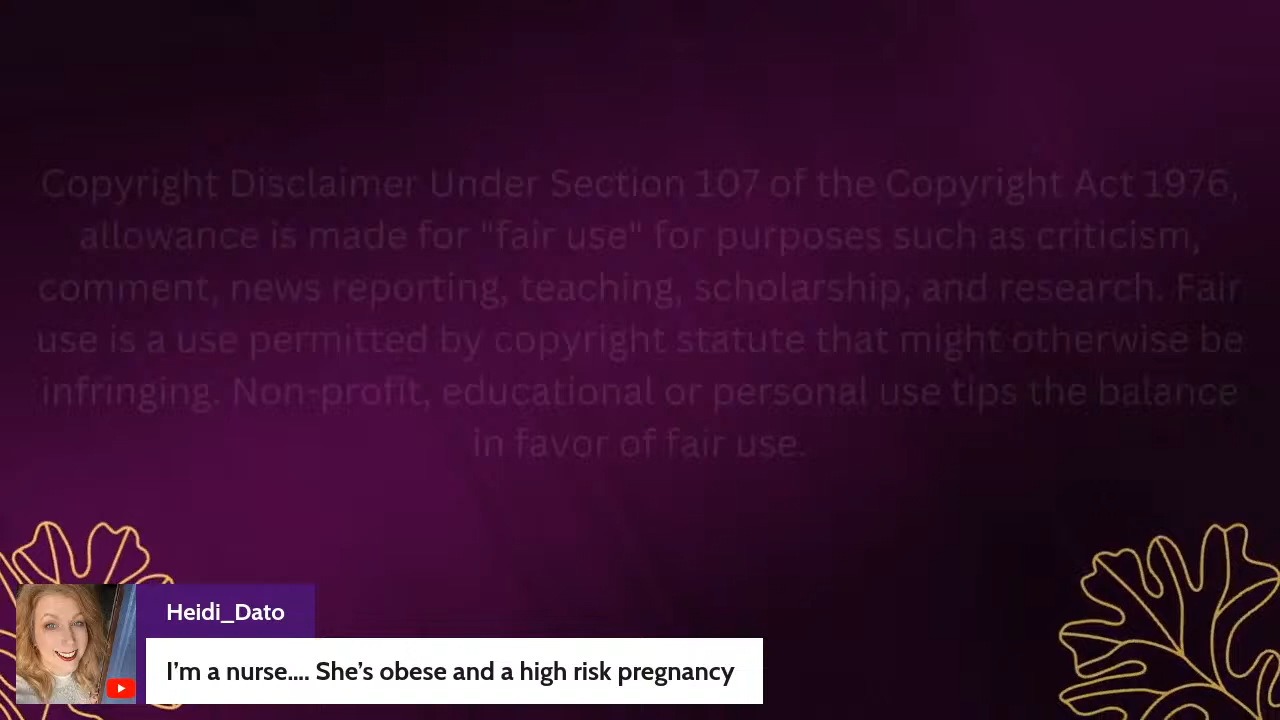 Copyright Disclaimer Under Section 107 of the Copyright Act 1976,
allowance is made for "fair use" for purposes such as criticism,
comment, news reporting, teaching, scholarship, and research. Fair
use is a use permitted by copyright statute that might otherwise be
infringing. Non-profit, educational or personal use tips the balance
in favor of fair use.
Heidi_Dato
I’m a nurse.... She’s obese and a high risk pregnancy